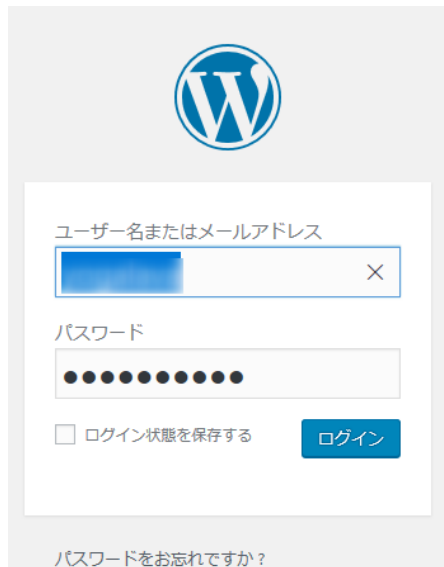 ユーザー名またはメールアドレス
パスワード
●●●●●●●●●●
ログイン状態を保存する
ログイン
パスワードをお忘れですか ?